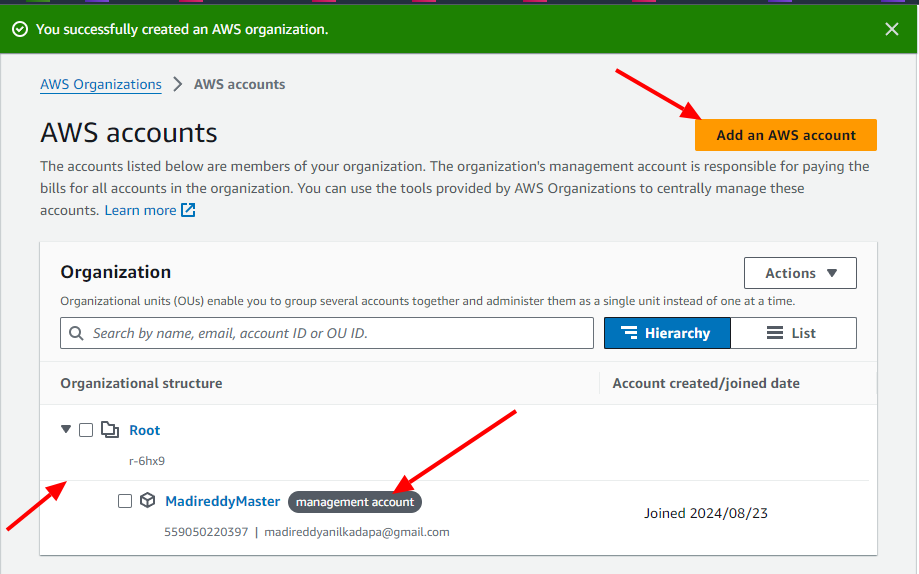 You successfully created an AWS organization.
AWS Organizations > AWS accounts
AWS accounts
Add an AWS account
The accounts listed below are members of your organization. The organization's management account is responsible for paying the
bills for all accounts in the organization. You can use the tools provided by AWS Organizations to centrally manage these
accounts. Learn more
Organization
Actions
Organizational units (OUs) enable you to group several accounts together and administer them as a single unit instead of one at a time.
Search by name, email, account ID or OU ID.
Hierarchy
List
Organizational structure
Account created/joined date
Root
r-6hx9
MadireddyMaster management account
559050220397 | madireddyanilkadapa@gmail.com
Joined 2024/08/23